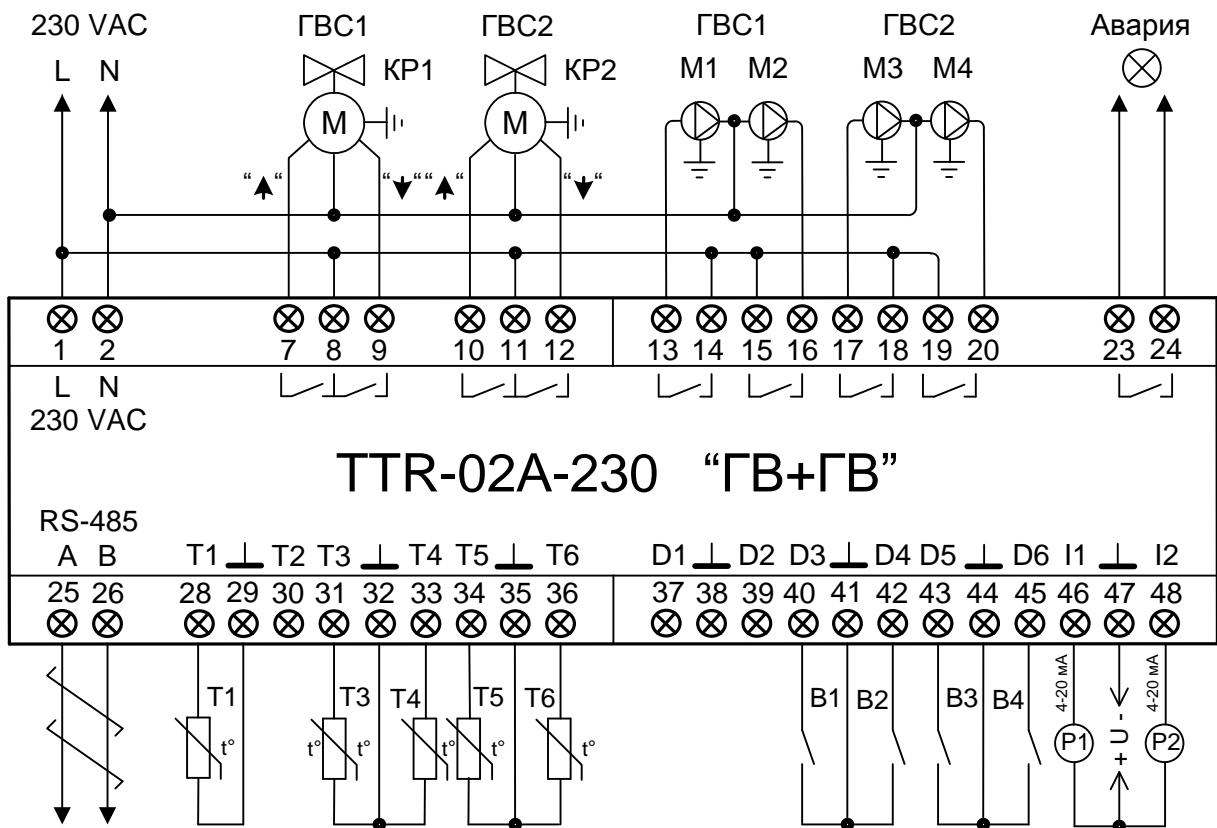 230 VAC ГВС1 ГВС2 ГВС1 ГВС2 Авария
L N КР1 КР2 М1 М2 М3 М4
М М
“ “ “ “ “ “ “ “
1 2 7 8 9 10 11 12 13 14 15 16 17 18 19 20 23 24
L N
230 VAC
TTR-02A-230 “ГВ+ГВ”
RS-485
A B T1 T2 T3 T4 T5 T6 D1 D2 D3 D4 D5 D6 I1 I2
25 26 28 29 30 31 32 33 34 35 36 37 38 39 40 41 42 43 44 45 46 47 48
T1 T3 T4 T5 T6 B1 B2 B3 B4 4-20 мА 4-20 мА
t° t° t° t° t° t° P1 + U - P2